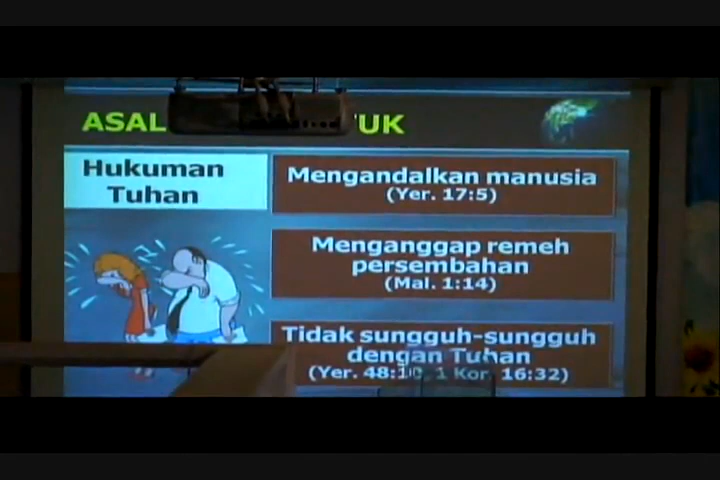 ASAL TUK
Hukuman
Tuhan
Mengandalkan manusia
(Yer. 17:5)
Menganggap remeh
persembahan
(Mal. 1:14)
Tidak sungguh-sungguh
dengan Tuhan
(Yer. 48:10, 1 Kor. 16:32)